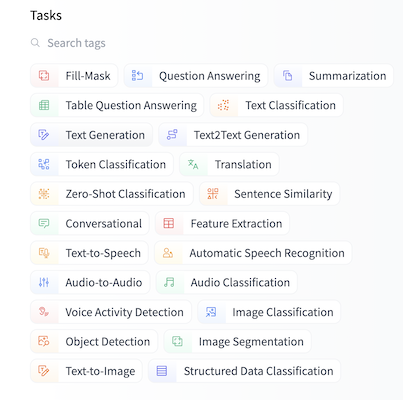 Tasks
Search tags
Fill-Mask Question Answering Summarization
Table Question Answering Text Classification
Text Generation Text2Text Generation
Token Classification Translation
Zero-Shot Classification Sentence Similarity
Conversational Feature Extraction
Text-to-Speech Automatic Speech Recognition
Audio-to-Audio Audio Classification
Voice Activity Detection Image Classification
Object Detection Image Segmentation
Text-to-Image Structured Data Classification